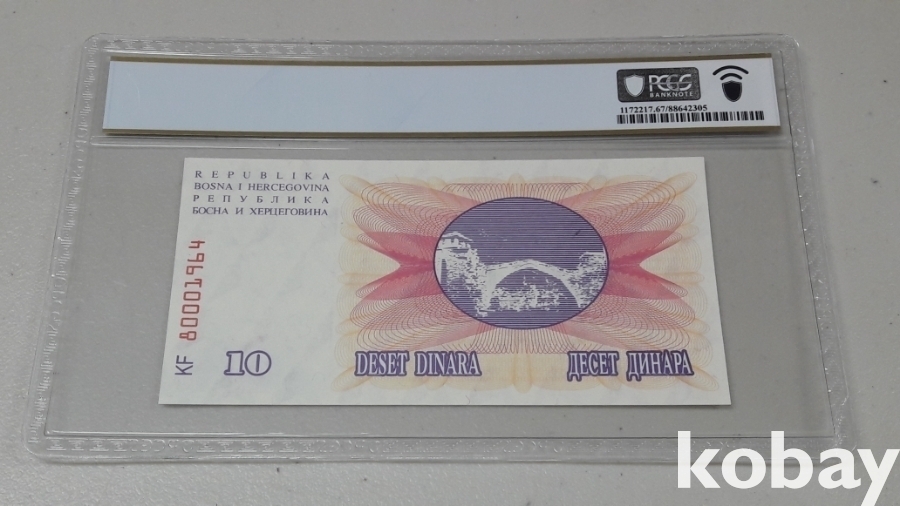 PCGS
BANKNOTE
1172217.67/88642305
REPUBLIKA
BOSNA I HERCEGOVINA
РЕПУБЛИКА
БОСНА И ХЕРЦЕГОВИНА
KF 80001964
10
DESET DINARA
ДЕСЕТ ДИНАРА
kobay